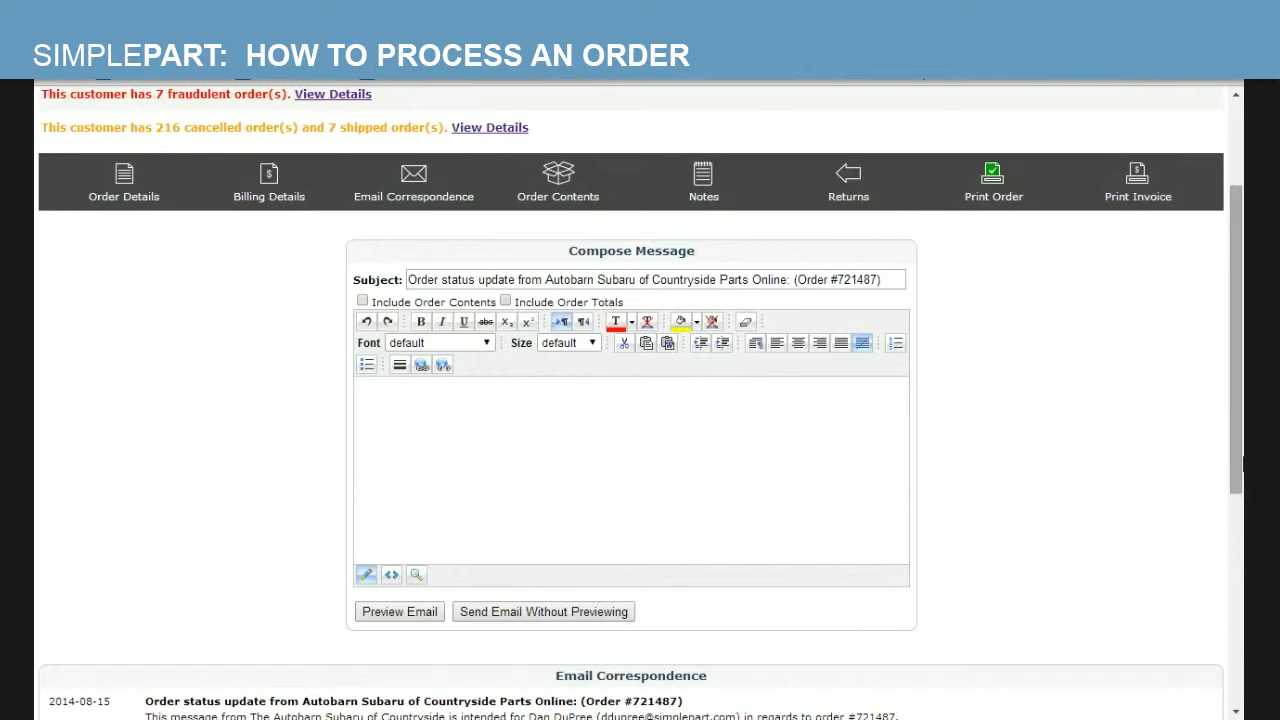 SIMPLEPART: HOW TO PROCESS AN ORDER
This customer has 7 fraudulent order(s). View Details
This customer has 216 cancelled order(s) and 7 shipped order(s). View Details
Order Details Billing Details Email Correspondence Order Contents Notes Returns Print Order Print Invoice
Compose Message
Subject: Order status update from Autobarn Subaru of Countryside Parts Online: (Order #721487)
Include Order Contents Include Order Totals
Font default Size default
Preview Email Send Email Without Previewing
Email Correspondence
2014-08-15 Order status update from Autobarn Subaru of Countryside Parts Online: (Order #721487)
This message from The Autobarn Subaru of Countryside is intended for Dan DuPree (ddupree@simplepart.com) in regards to order #721487.